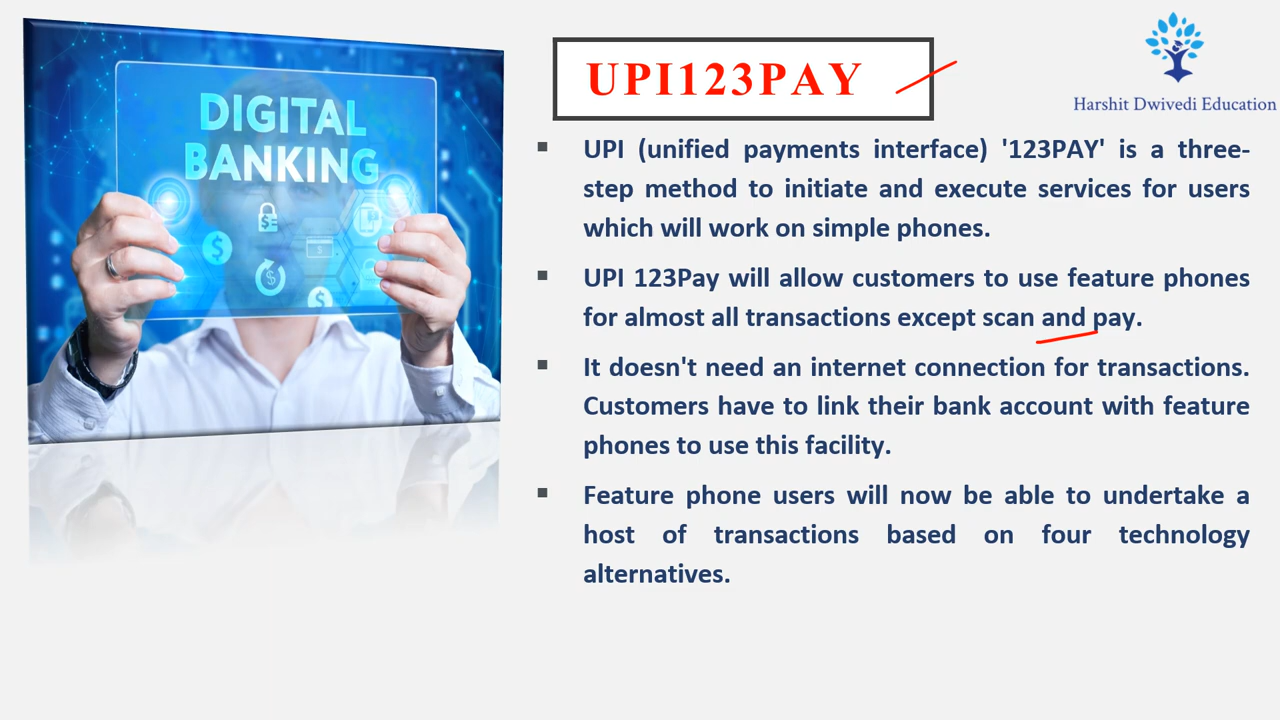 DIGITAL
BANKING
UPI123PAY
Harshit Dwivedi Education
▪ UPI (unified payments interface) '123PAY' is a three-
step method to initiate and execute services for users
which will work on simple phones.
▪ UPI 123Pay will allow customers to use feature phones
for almost all transactions except scan and pay.
▪ It doesn't need an internet connection for transactions.
Customers have to link their bank account with feature
phones to use this facility.
▪ Feature phone users will now be able to undertake a
host of transactions based on four technology
alternatives.